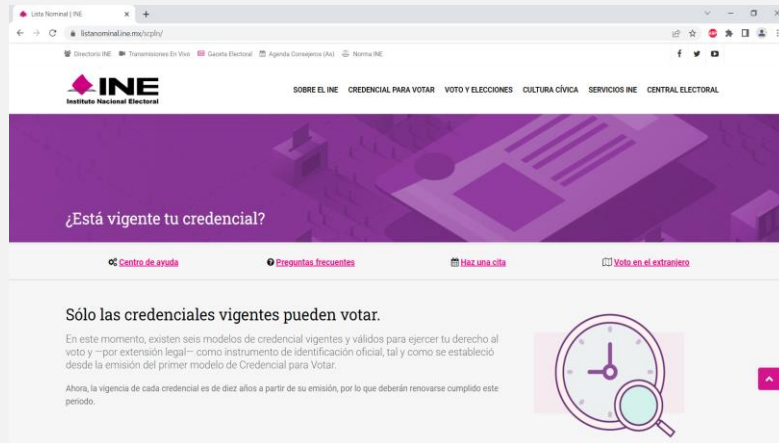 Lista Nominal | INE
listanominal.ine.mx/scpln/
Directorio INE Transmisiones En Vivo Gaceta Electoral Agenda Consejeros (As) Norma INE
INE
Instituto Nacional Electoral
SOBRE EL INE CREDENCIAL PARA VOTAR VOTO Y ELECCIONES CULTURA CÍVICA SERVICIOS INE CENTRAL ELECTORAL
¿Está vigente tu credencial?
Centro de ayuda Preguntas frecuentes Haz una cita Voto en el extranjero
Sólo las credenciales vigentes pueden votar.
En este momento, existen seis modelos de credencial vigentes y válidos para ejercer tu derecho al
voto y —por extensión legal— como instrumento de identificación oficial, tal y como se estableció
desde la emisión del primer modelo de Credencial para Votar.
Ahora, la vigencia de cada credencial es de diez años a partir de su emisión, por lo que deberán renovarse cumplido este
periodo.